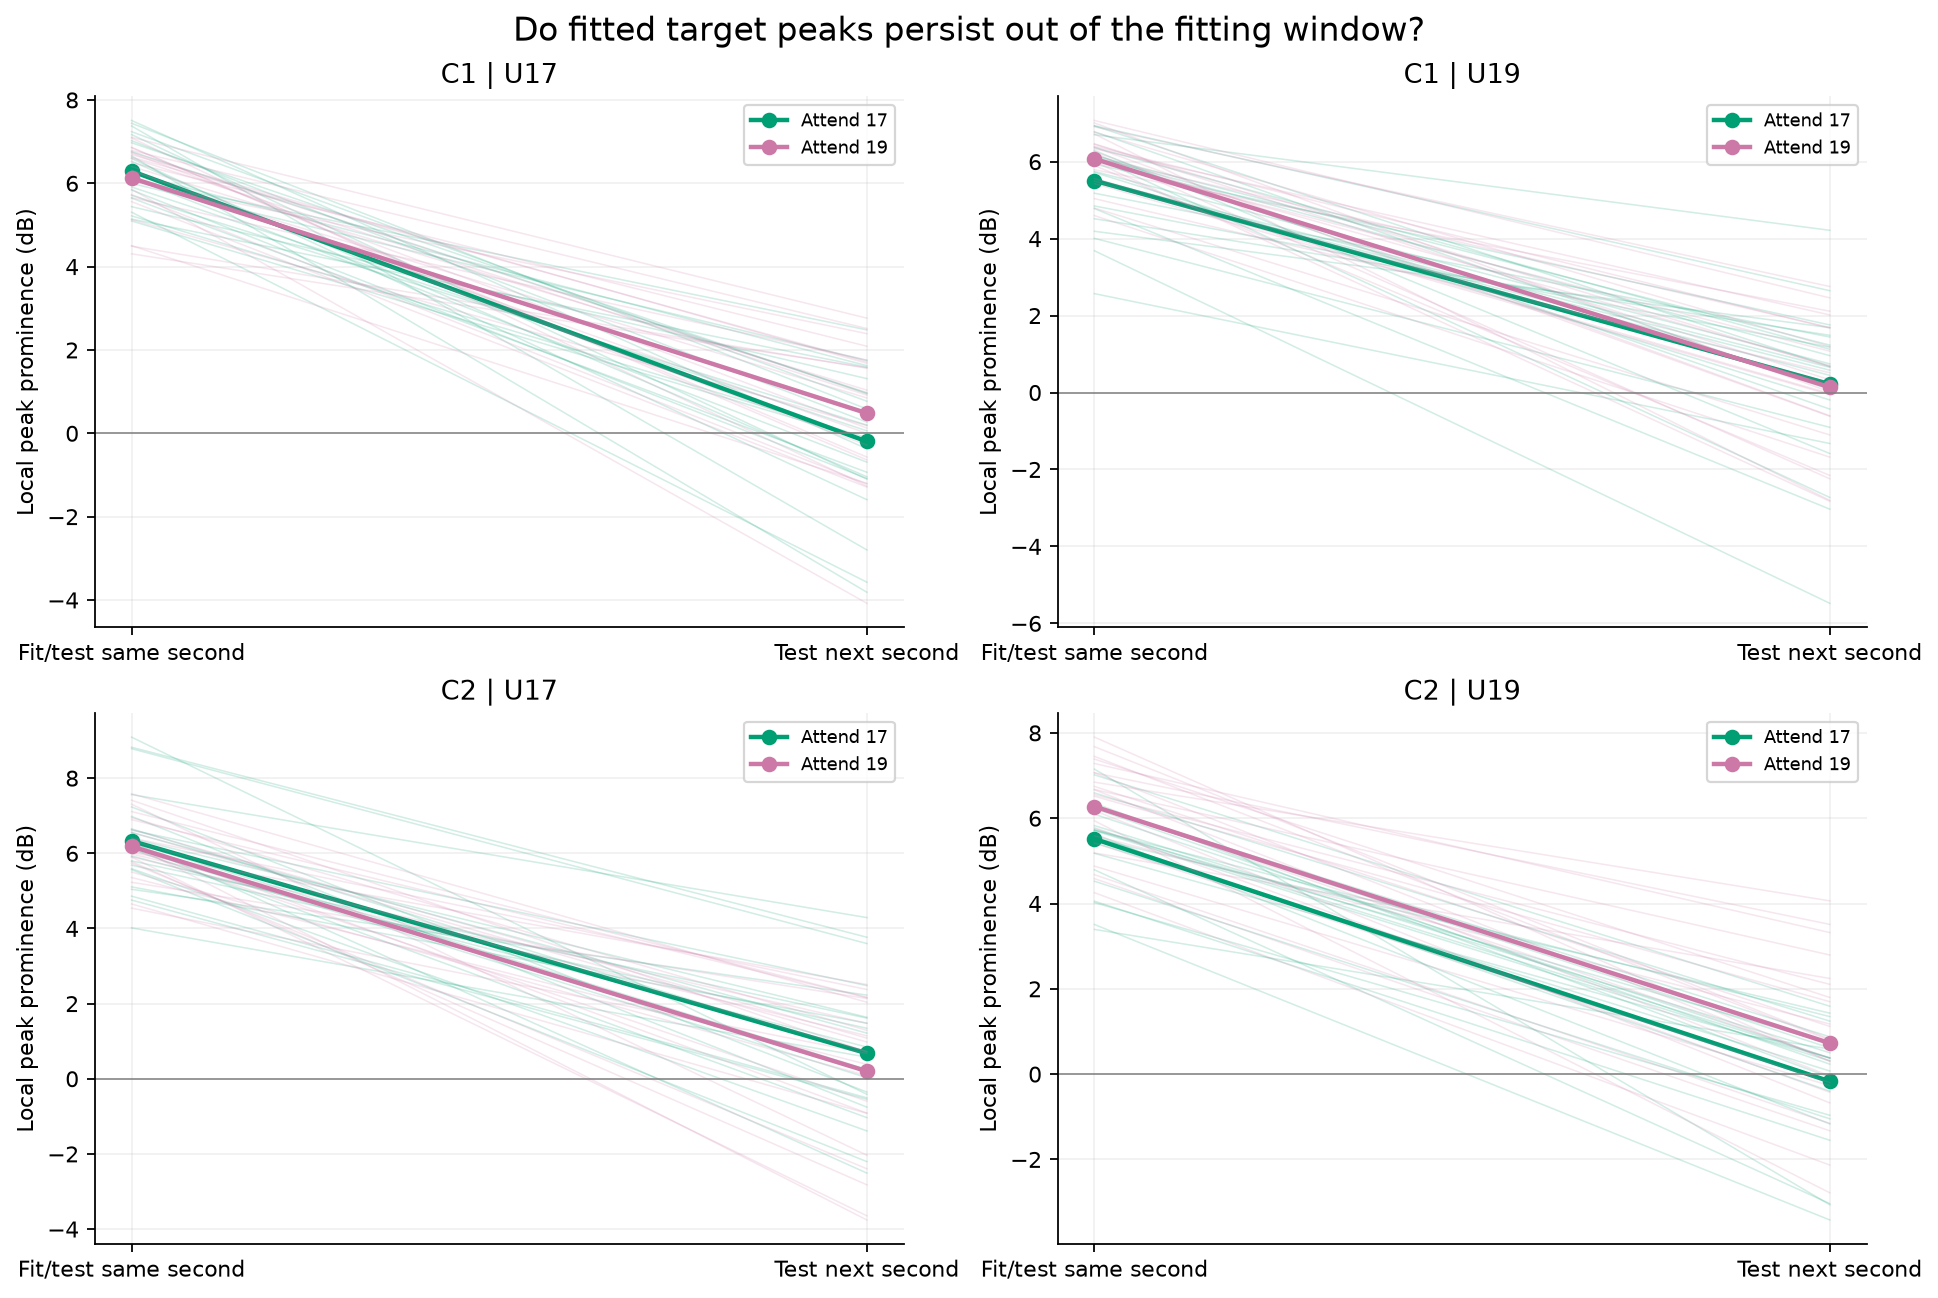 Do fitted target peaks persist out of the fitting window?
C1 | U17
Local peak prominence (dB)
8
6
4
2
0
−2
−4
Attend 17
Attend 19
Fit/test same second
Test next second
C1 | U19
Local peak prominence (dB)
6
4
2
0
−2
−4
−6
Attend 17
Attend 19
Fit/test same second
Test next second
C2 | U17
Local peak prominence (dB)
8
6
4
2
0
−2
−4
Attend 17
Attend 19
Fit/test same second
Test next second
C2 | U19
Local peak prominence (dB)
8
6
4
2
0
−2
Attend 17
Attend 19
Fit/test same second
Test next second